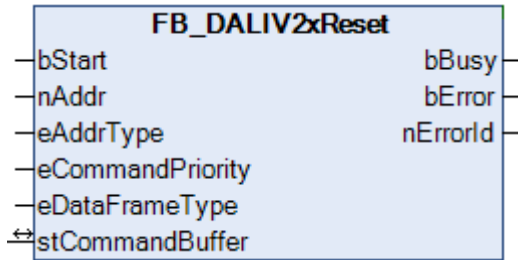 FB_DALIV2xReset
bStart bBusy
nAddr bError
eAddrType nErrorId
eCommandPriority
eDataFrameType
stCommandBuffer